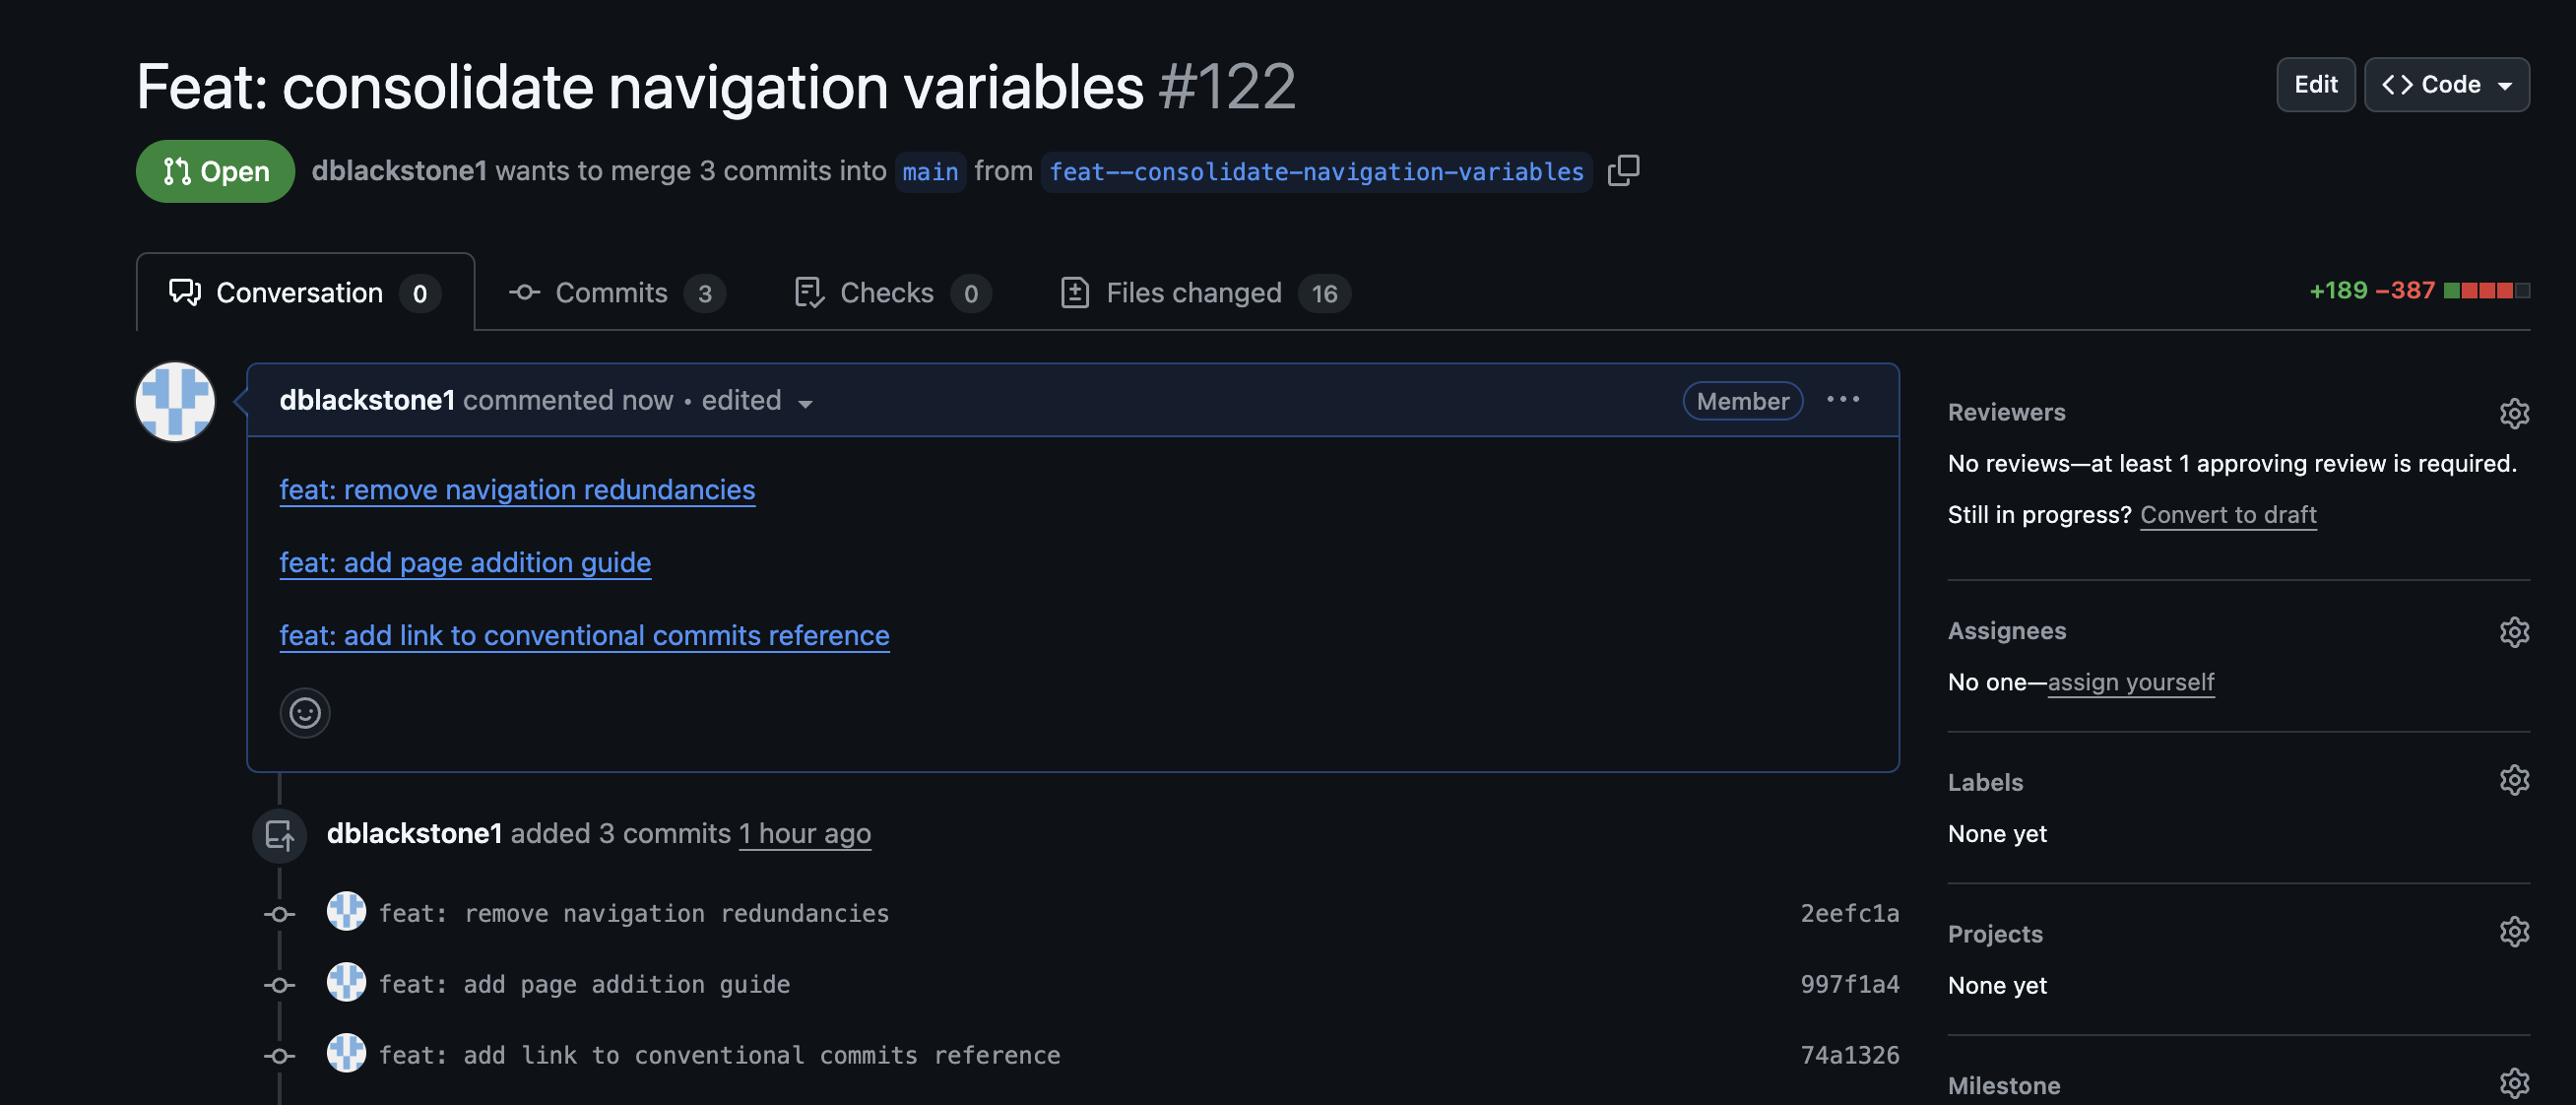 Feat: consolidate navigation variables #122
Edit
Code
Open
dblackstone1 wants to merge 3 commits into main from feat--consolidate-navigation-variables
Conversation 0
Commits 3
Checks 0
Files changed 16
+189 −387
dblackstone1 commented now • edited
Member
feat: remove navigation redundancies
feat: add page addition guide
feat: add link to conventional commits reference
dblackstone1 added 3 commits 1 hour ago
feat: remove navigation redundancies 2eefc1a
feat: add page addition guide 997f1a4
feat: add link to conventional commits reference 74a1326
Reviewers
No reviews—at least 1 approving review is required.
Still in progress? Convert to draft
Assignees
No one—assign yourself
Labels
None yet
Projects
None yet
Milestone